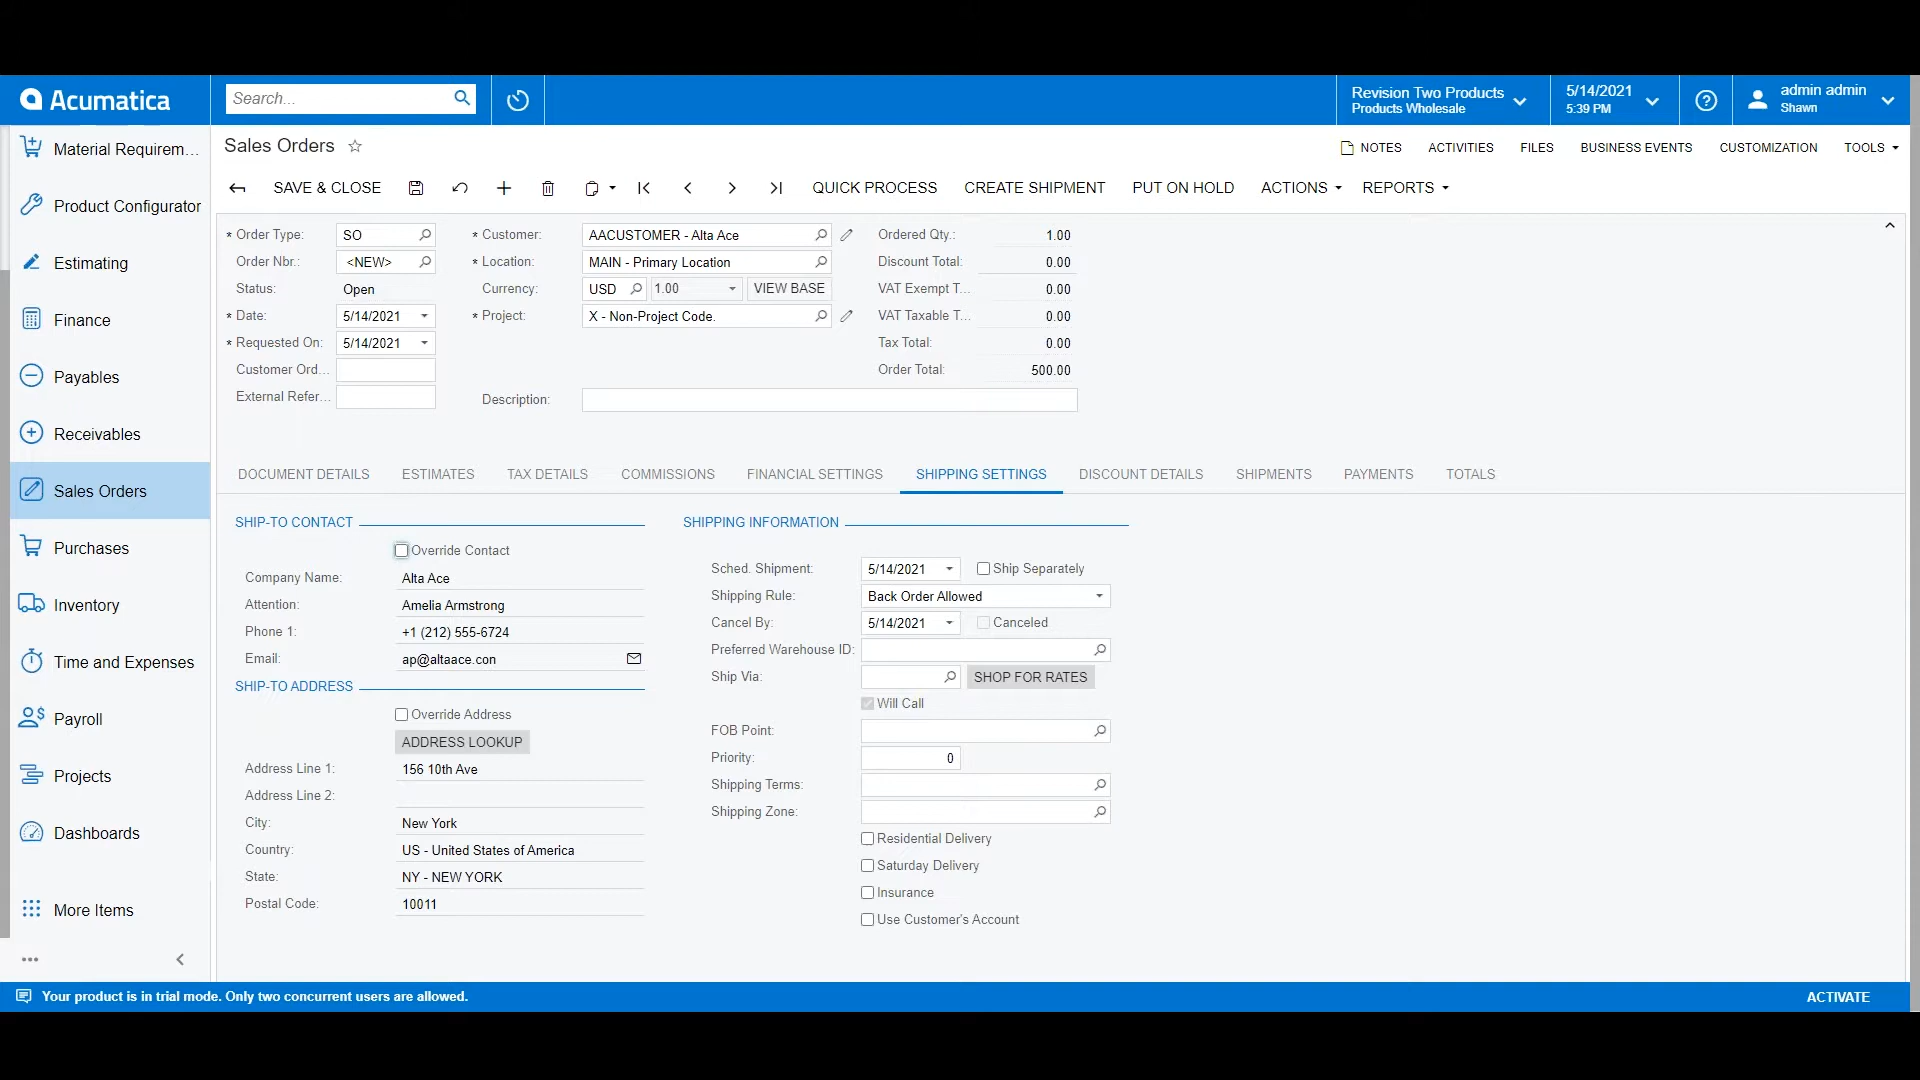 Acumatica
Search...
Revision Two Products
Products Wholesale
5/14/2021
5:39 PM
admin admin
Shawn
Material Requirem...
Product Configurator
Estimating
Finance
Payables
Receivables
Sales Orders
Purchases
Inventory
Time and Expenses
Payroll
Projects
Dashboards
More Items
Sales Orders
NOTES ACTIVITIES FILES BUSINESS EVENTS CUSTOMIZATION TOOLS
SAVE & CLOSE QUICK PROCESS CREATE SHIPMENT PUT ON HOLD ACTIONS REPORTS
* Order Type: SO
Order Nbr.: <NEW>
Status: Open
* Date: 5/14/2021
* Requested On: 5/14/2021
Customer Ord...
External Refer...
* Customer: AACUSTOMER - Alta Ace
* Location: MAIN - Primary Location
Currency: USD 1.00 VIEW BASE
* Project: X - Non-Project Code.
Description:
Ordered Qty.: 1.00
Discount Total: 0.00
VAT Exempt T... 0.00
VAT Taxable T... 0.00
Tax Total: 0.00
Order Total: 500.00
DOCUMENT DETAILS ESTIMATES TAX DETAILS COMMISSIONS FINANCIAL SETTINGS SHIPPING SETTINGS DISCOUNT DETAILS SHIPMENTS PAYMENTS TOTALS
SHIP-TO CONTACT
Override Contact
Company Name: Alta Ace
Attention: Amelia Armstrong
Phone 1: +1 (212) 555-6724
Email: ap@altaace.con
SHIP-TO ADDRESS
Override Address
ADDRESS LOOKUP
Address Line 1: 156 10th Ave
Address Line 2:
City: New York
Country: US - United States of America
State: NY - NEW YORK
Postal Code: 10011
SHIPPING INFORMATION
Sched. Shipment: 5/14/2021 Ship Separately
Shipping Rule: Back Order Allowed
Cancel By: 5/14/2021 Canceled
Preferred Warehouse ID:
Ship Via: SHOP FOR RATES
Will Call
FOB Point:
Priority: 0
Shipping Terms:
Shipping Zone:
Residential Delivery
Saturday Delivery
Insurance
Use Customer's Account
Your product is in trial mode. Only two concurrent users are allowed.
ACTIVATE